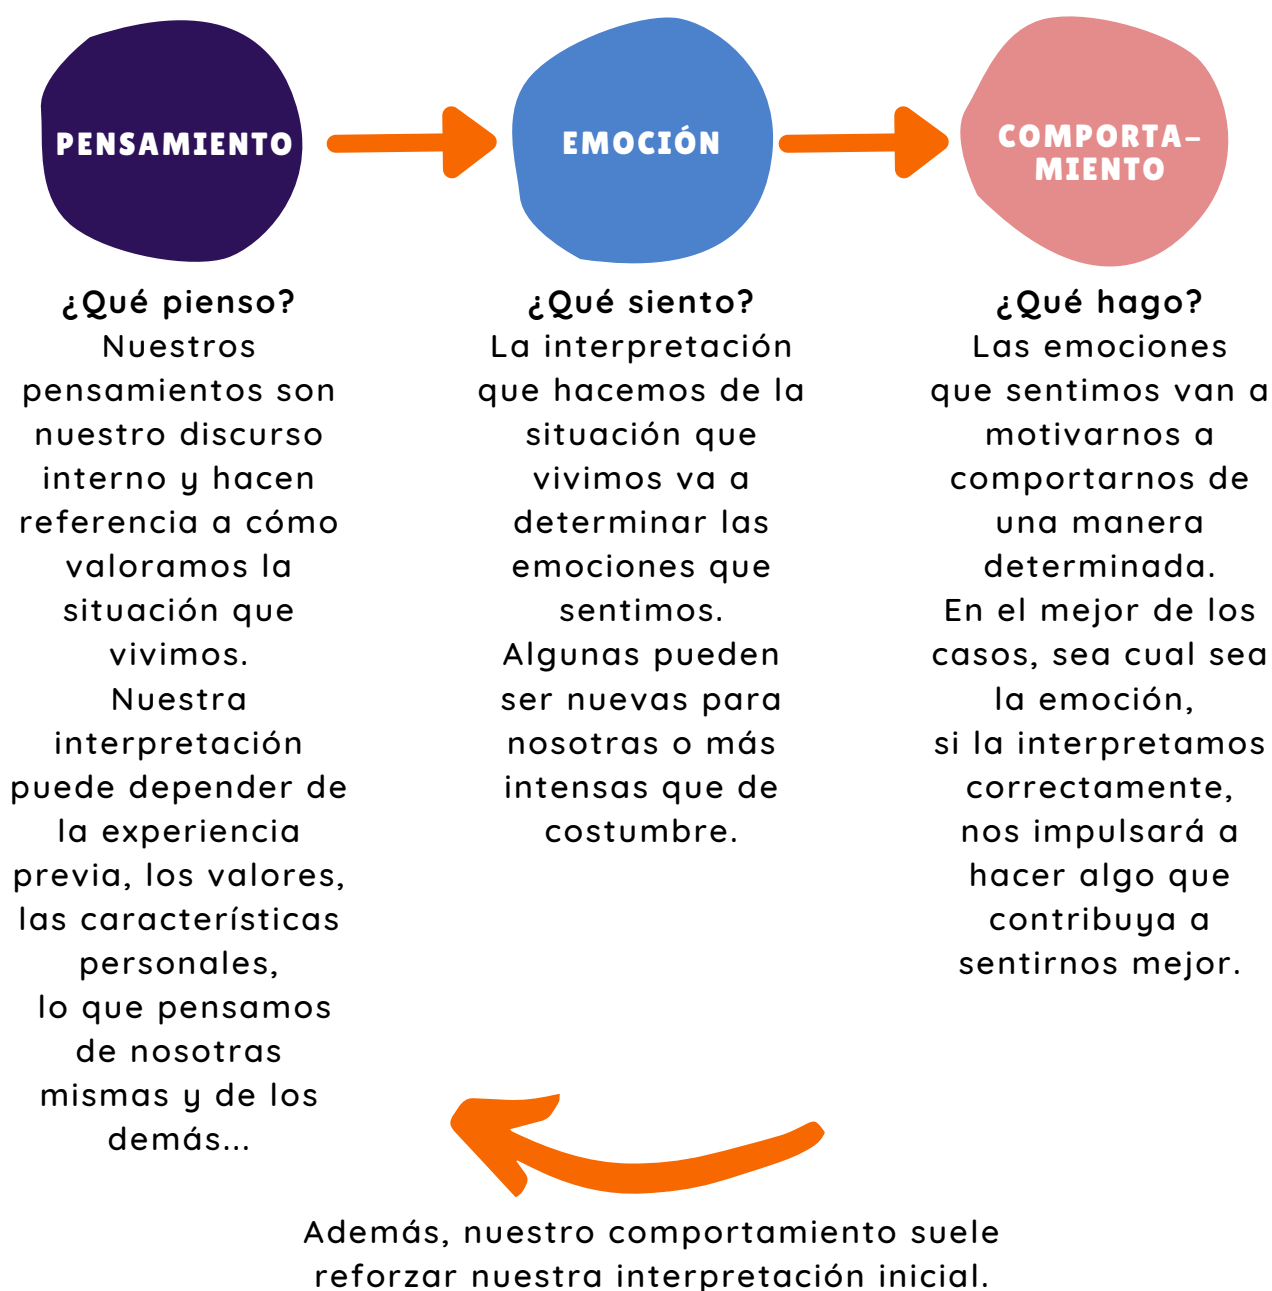 PENSAMIENTO
EMOCIÓN
COMPORTA-
MIENTO
¿Qué pienso?
Nuestros
pensamientos son
nuestro discurso
interno y hacen
referencia a cómo
valoramos la
situación que
vivimos.
Nuestra
interpretación
puede depender de
la experiencia
previa, los valores,
las características
personales,
lo que pensamos
de nosotras
mismas y de los
demás...
¿Qué siento?
La interpretación
que hacemos de la
situación que
vivimos va a
determinar las
emociones que
sentimos.
Algunas pueden
ser nuevas para
nosotras o más
intensas que de
costumbre.
¿Qué hago?
Las emociones
que sentimos van a
motivarnos a
comportarnos de
una manera
determinada.
En el mejor de los
casos, sea cual sea
la emoción,
si la interpretamos
correctamente,
nos impulsará a
hacer algo que
contribuya a
sentirnos mejor.
Además, nuestro comportamiento suele
reforzar nuestra interpretación inicial.